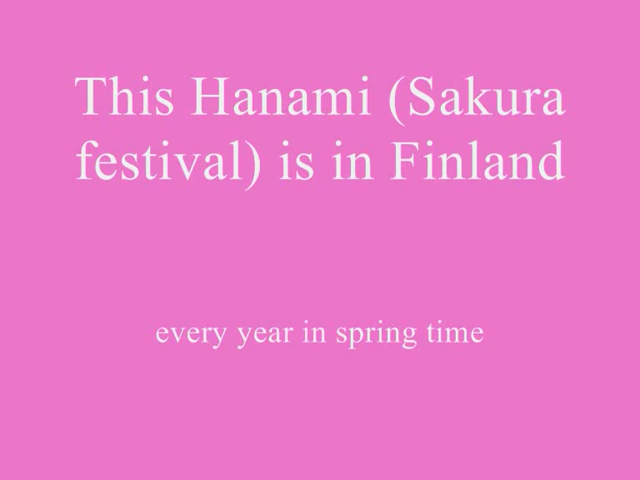 This Hanami (Sakura
festival) is in Finland
every year in spring time